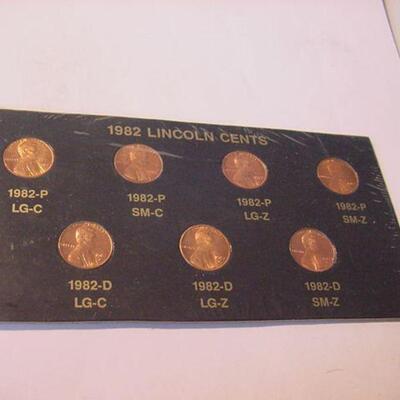 1982 LINCOLN CENTS
1982-P 1982-P 1982-P 1982-P
LG-C SM-C LG-Z SM-Z
1982-D 1982-D 1982-D
LG-C LG-Z SM-Z